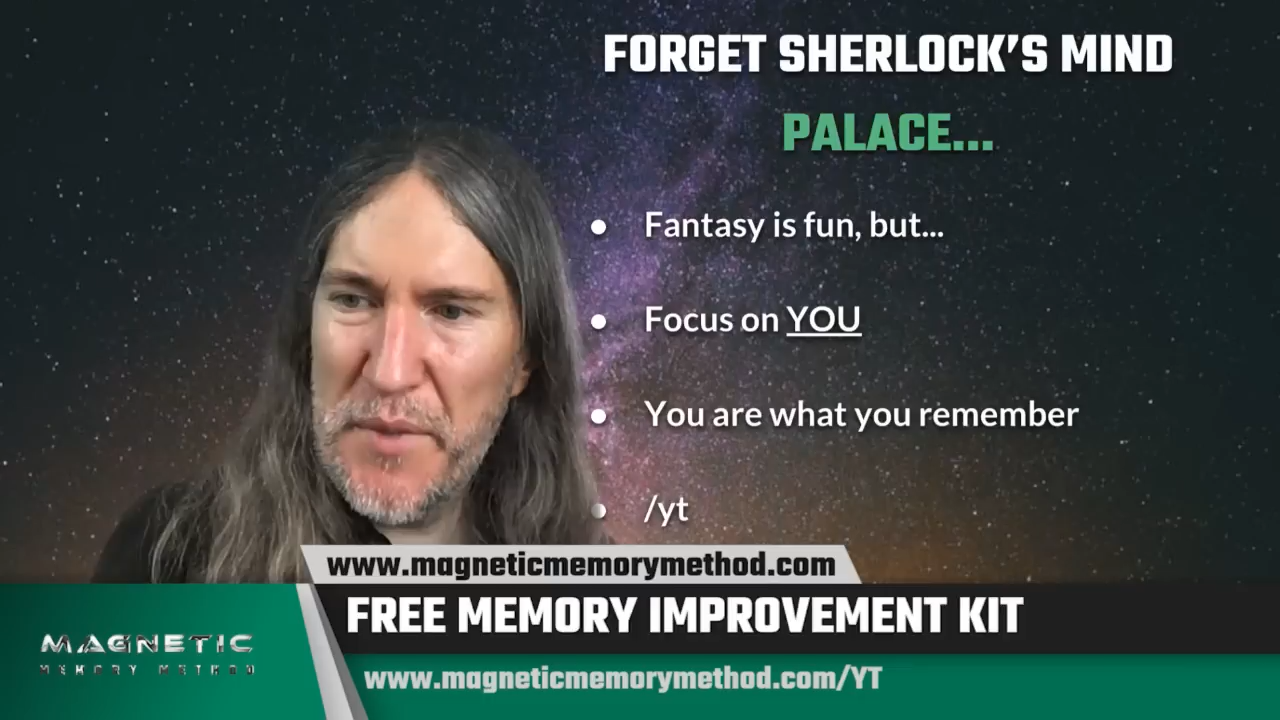 FORGET SHERLOCK'S MIND
PALACE...
● Fantasy is fun, but...
● Focus on YOU
● You are what you remember
● /yt
www.magneticmemorymethod.com
FREE MEMORY IMPROVEMENT KIT
MAGNETIC
MEMORY METHOD
www.magneticmemorymethod.com/YT